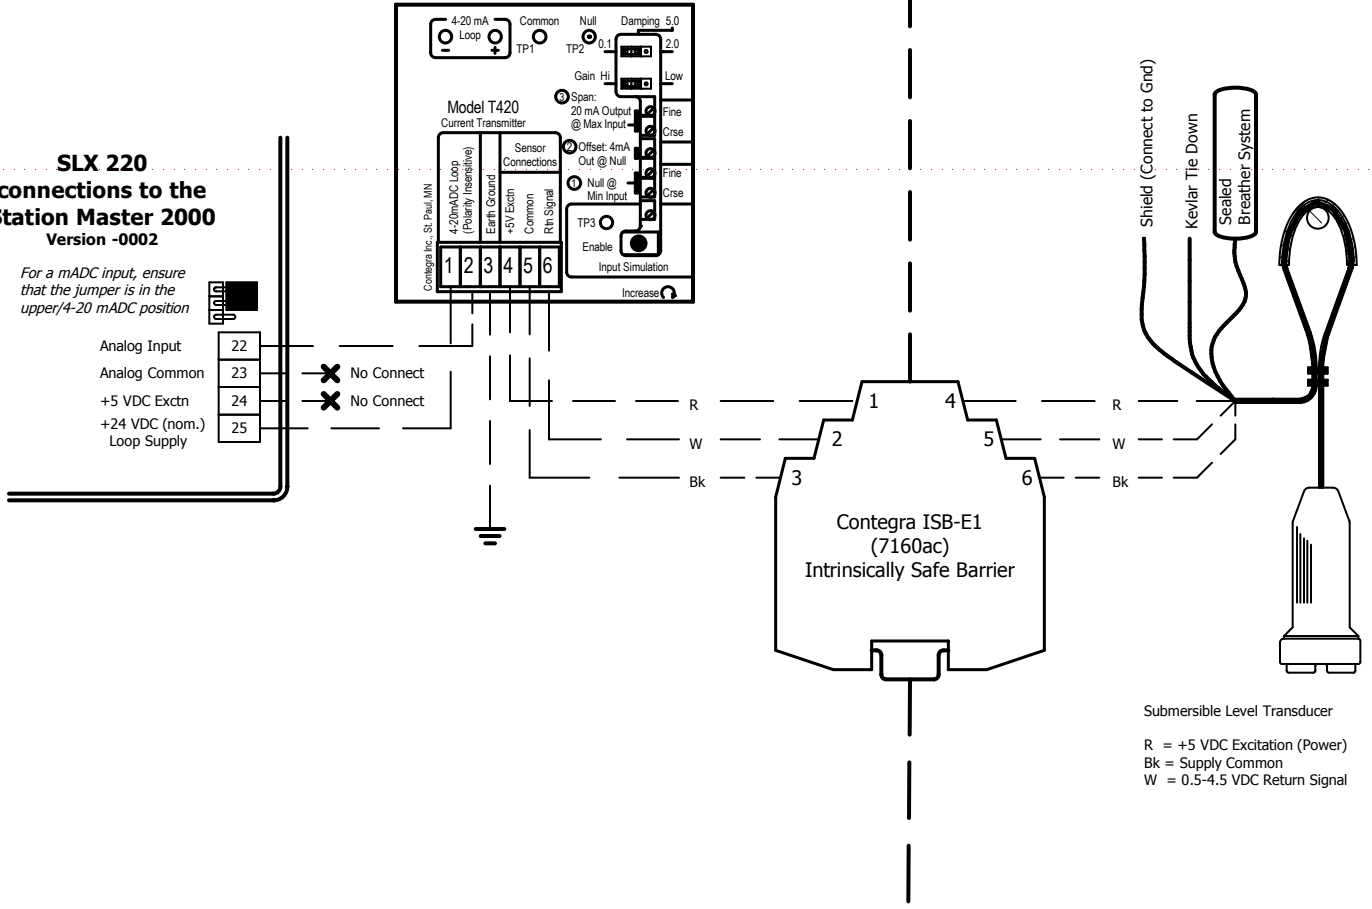 SLX 220
connections to the
Station Master 2000
Version -0002
For a mADC input, ensure
that the jumper is in the
upper/4-20 mADC position
Analog Input 22
Analog Common 23
No Connect
+5 VDC Exctn 24
No Connect
+24 VDC (nom.)
Loop Supply
25
4-20 mA
Loop
-
+
Common
TP1
Null
TP2
Damping 5.0
0.1
2.0
Gain Hi
Low
3 Span:
20 mA Output
@ Max Input
Fine
Crse
2 Offset: 4mA
Out @ Null
1 Null @
Min Input
Fine
Crse
TP3
Enable
Input Simulation
Increase
Model T420
Current Transmitter
Contegra Inc., St. Paul, MN
4-20mADC Loop
(Polarity Insensitive)
Earth Ground
Sensor
Connections
+5V Exctn
Common
Rtn Signal
1 2 3 4 5 6
R
W
Bk
1
2
3
4
5
6
Contegra ISB-E1
(7160ac)
Intrinsically Safe Barrier
R
W
Bk
Shield (Connect to Gnd)
Kevlar Tie Down
Sealed
Breather System
Submersible Level Transducer
R = +5 VDC Excitation (Power)
Bk = Supply Common
W = 0.5-4.5 VDC Return Signal